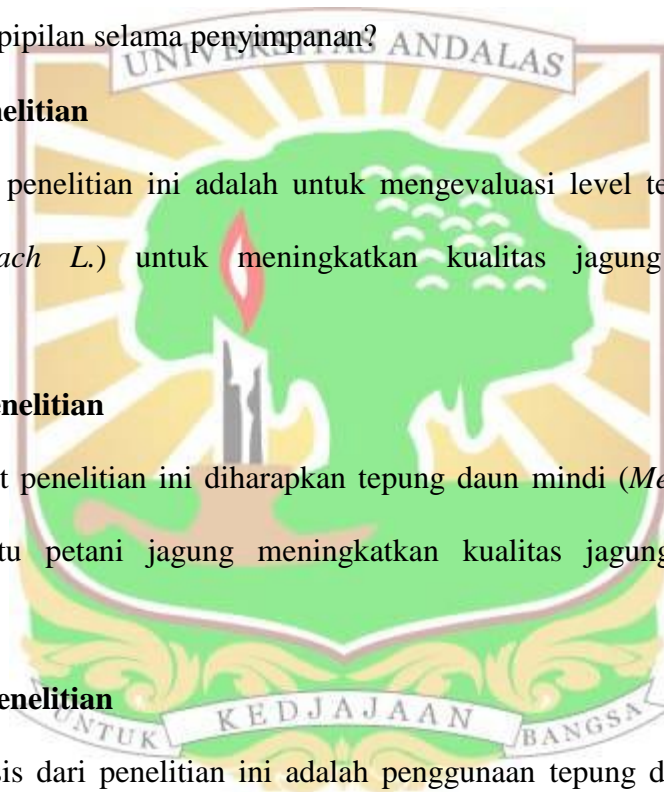 pipilan selama penyimpanan?
UNIVERSITAS ANDALAS
nelitian
penelitian ini adalah untuk mengevaluasi level te
ach L.) untuk meningkatkan kualitas jagung
enelitian
t penelitian ini diharapkan tepung daun mindi (Me
tu petani jagung meningkatkan kualitas jagung
enelitian
UNTUK KEDJAJAAN BANGSA
sis dari penelitian ini adalah penggunaan tepung d